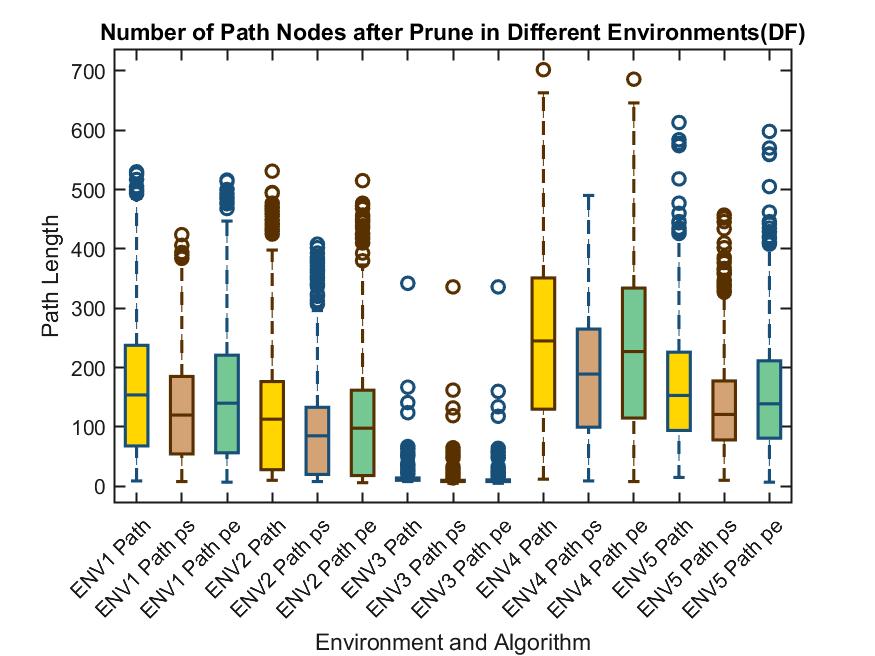 Number of Path Nodes after Prune in Different Environments(DF)
Path Length
700
600
500
400
300
200
100
0
ENV1 Path
ENV1 Path ps
ENV1 Path pe
ENV2 Path
ENV2 Path ps
ENV2 Path pe
ENV3 Path
ENV3 Path ps
ENV3 Path pe
ENV4 Path
ENV4 Path ps
ENV4 Path pe
ENV5 Path
ENV5 Path ps
ENV5 Path pe
Environment and Algorithm